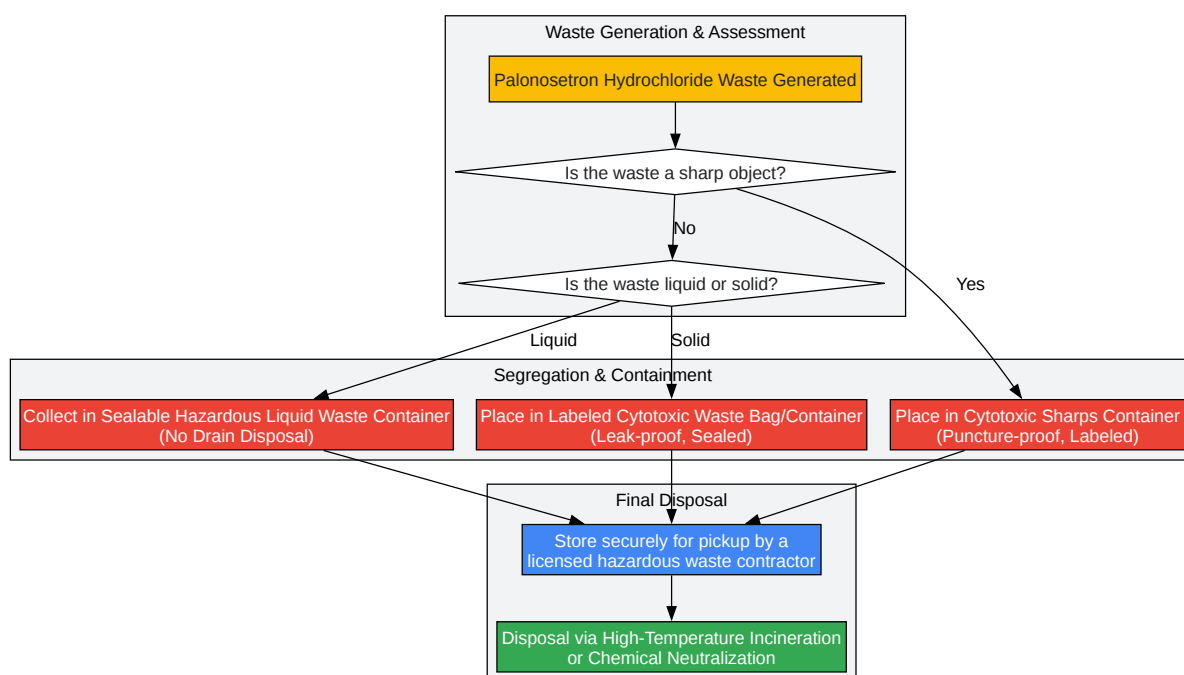 Waste Generation & Assessment
Palonosetron Hydrochloride Waste Generated
Is the waste a sharp object?
No
Is the waste liquid or solid?
Yes
Liquid
Solid
Segregation & Containment
Collect in Sealable Hazardous Liquid Waste Container
(No Drain Disposal)
Place in Labeled Cytotoxic Waste Bag/Container
(Leak-proof, Sealed)
Place in Cytotoxic Sharps Container
(Puncture-proof, Labeled)
Final Disposal
Store securely for pickup by a
licensed hazardous waste contractor
Disposal via High-Temperature Incineration
or Chemical Neutralization